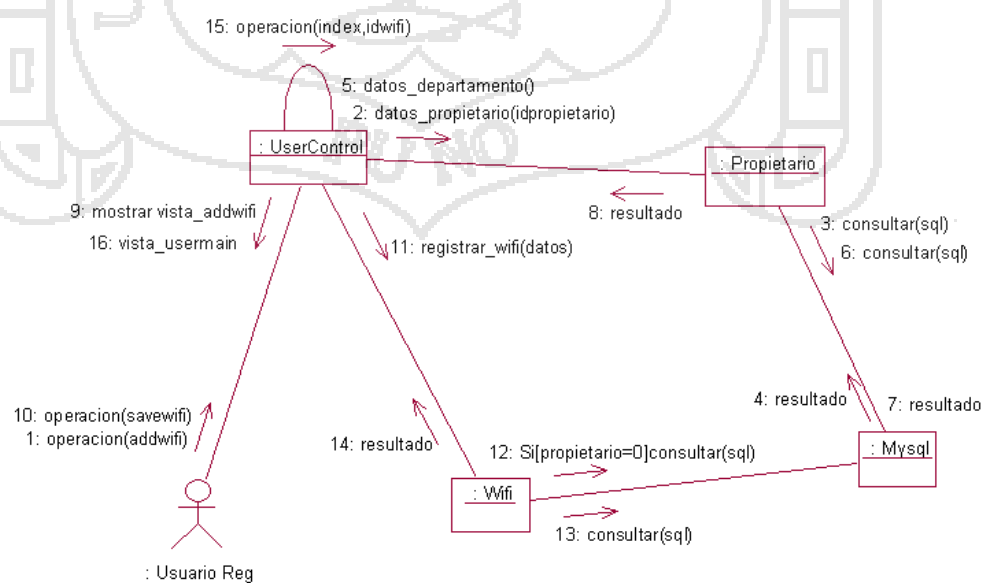 15: operacion(index,idwifi)
5: datos_departamento()
2: datos_propietario(idpropietario)
PUNO
: UserControl
: Propietario
9: mostrar vista_addwifi
16: vista_usermain
11: registrar_wifi(datos)
8: resultado
3: consultar(sql)
6: consultar(sql)
10: operacion(savewifi)
1: operacion(addwifi)
14: resultado
4: resultado
7: resultado
12: Si[propietario=0]consultar(sql)
: Mysql
: Wifi
13: consultar(sql)
: Usuario Reg